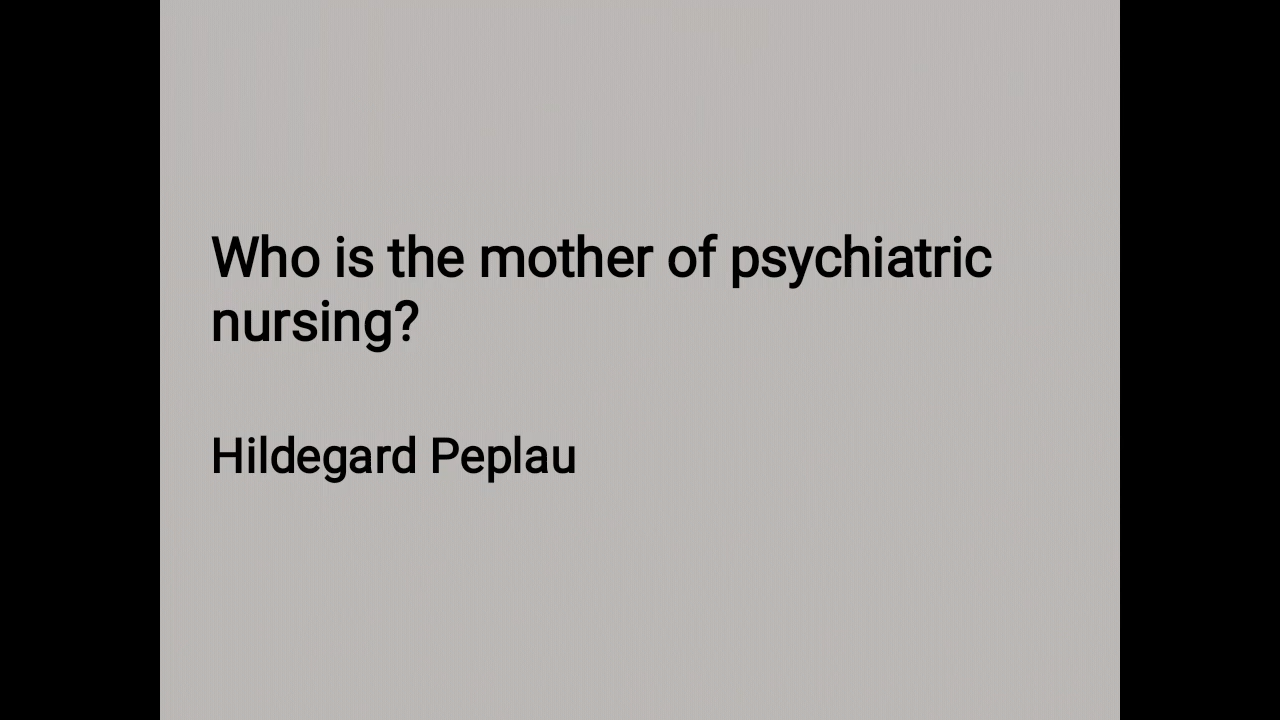 Who is the mother of psychiatric
nursing?
Hildegard Peplau